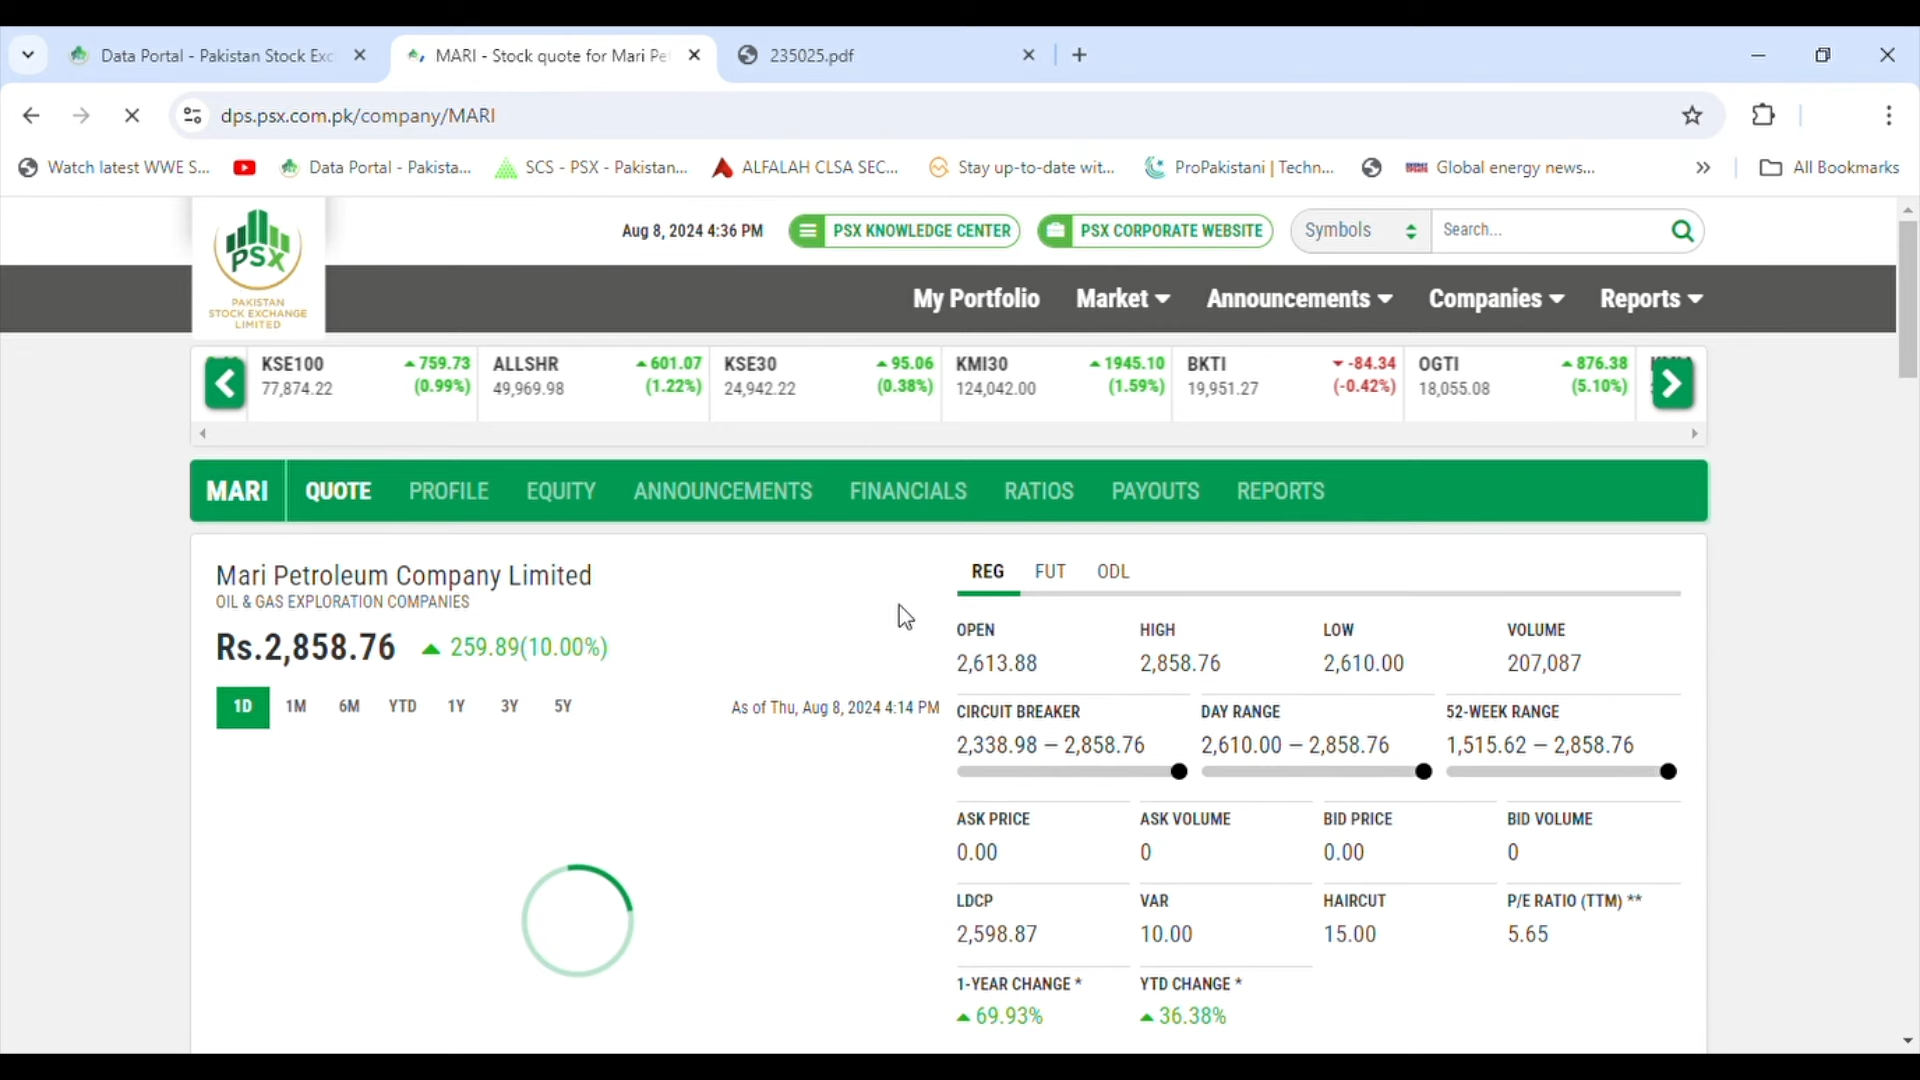 Data Portal - Pakistan Stock Exc
MARI - Stock quote for Mari Pe
235025.pdf
dps.psx.com.pk/company/MARI
Watch latest WWE S...
Data Portal - Pakista...
SCS - PSX - Pakistan...
ALFALAH CLSA SEC...
Stay up-to-date wit...
ProPakistani | Techn...
Global energy news...
All Bookmarks
PSX
PAKISTAN
STOCK EXCHANGE
LIMITED
Aug 8, 2024 4:36 PM
PSX KNOWLEDGE CENTER
PSX CORPORATE WEBSITE
Symbols
Search...
My Portfolio Market Announcements Companies Reports
KSE100 759.73 ALLSHR 601.07 KSE30 95.06 KMI30 1945.10 BKTI -84.34 OGTI 876.38
77,874.22 (0.99%) 49,969.98 (1.22%) 24,942.22 (0.38%) 124,042.00 (1.59%) 19,951.27 (-0.42%) 18,055.08 (5.10%)
MARI QUOTE PROFILE EQUITY ANNOUNCEMENTS FINANCIALS RATIOS PAYOUTS REPORTS
Mari Petroleum Company Limited
OIL & GAS EXPLORATION COMPANIES
Rs.2,858.76 259.89(10.00%)
1D 1M 6M YTD 1Y 3Y 5Y
As of Thu, Aug 8, 2024 4:14 PM
REG FUT ODL
OPEN HIGH LOW VOLUME
2,613.88 2,858.76 2,610.00 207,087
CIRCUIT BREAKER DAY RANGE 52-WEEK RANGE
2,338.98 – 2,858.76 2,610.00 – 2,858.76 1,515.62 – 2,858.76
ASK PRICE ASK VOLUME BID PRICE BID VOLUME
0.00 0 0.00 0
LDCP VAR HAIRCUT P/E RATIO (TTM) **
2,598.87 10.00 15.00 5.65
1-YEAR CHANGE * YTD CHANGE *
69.93% 36.38%